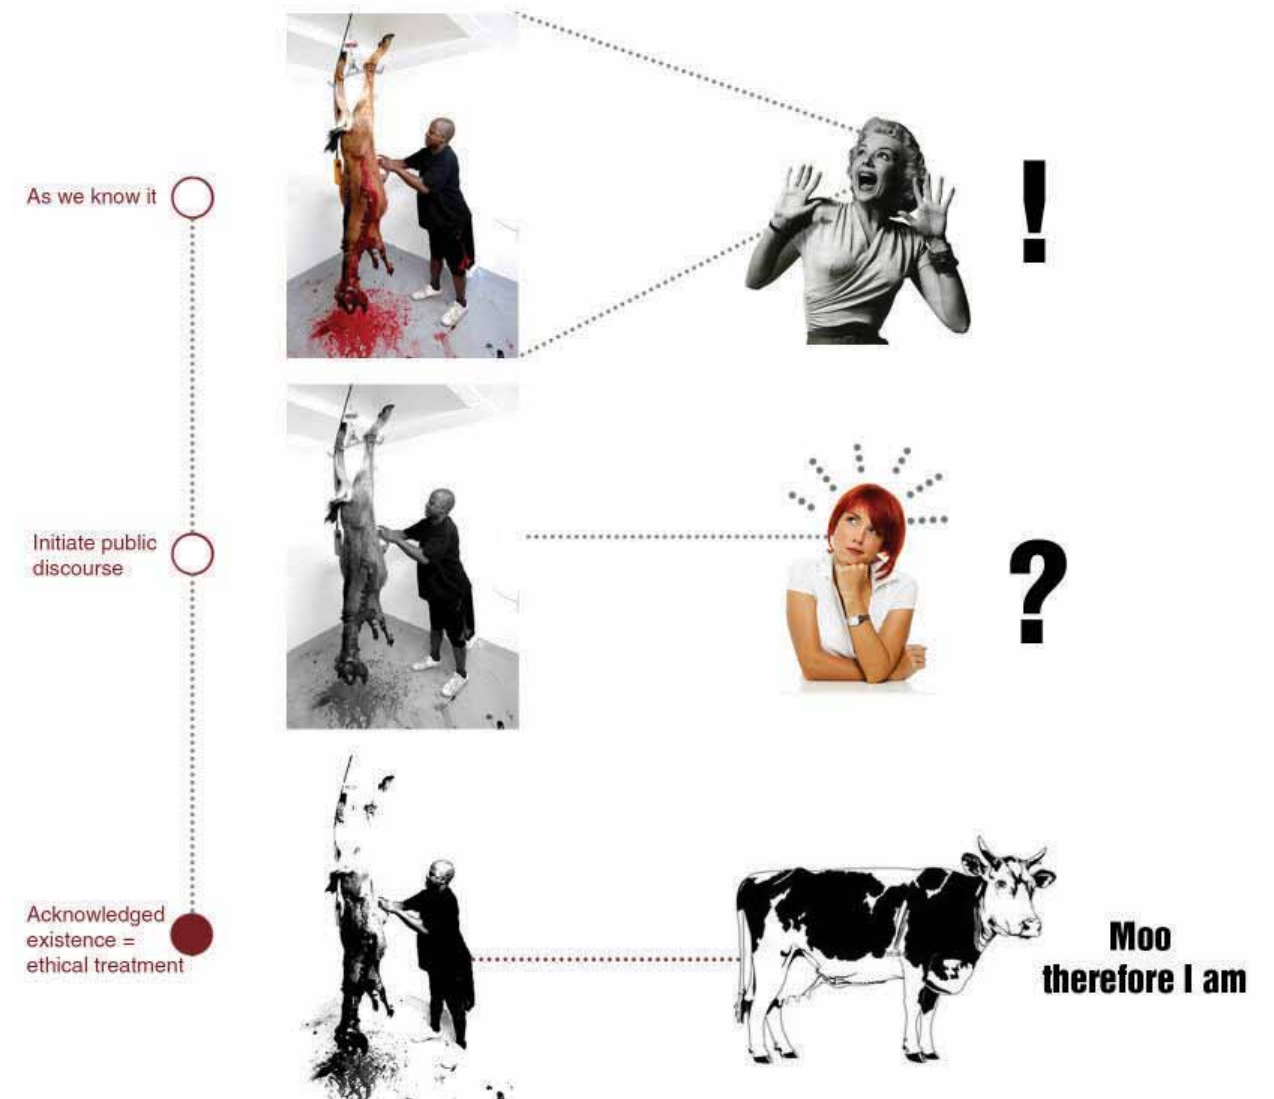 As we know it
!
Initiate public
discourse
?
Acknowledged
existence =
ethical treatment
Moo
therefore I am